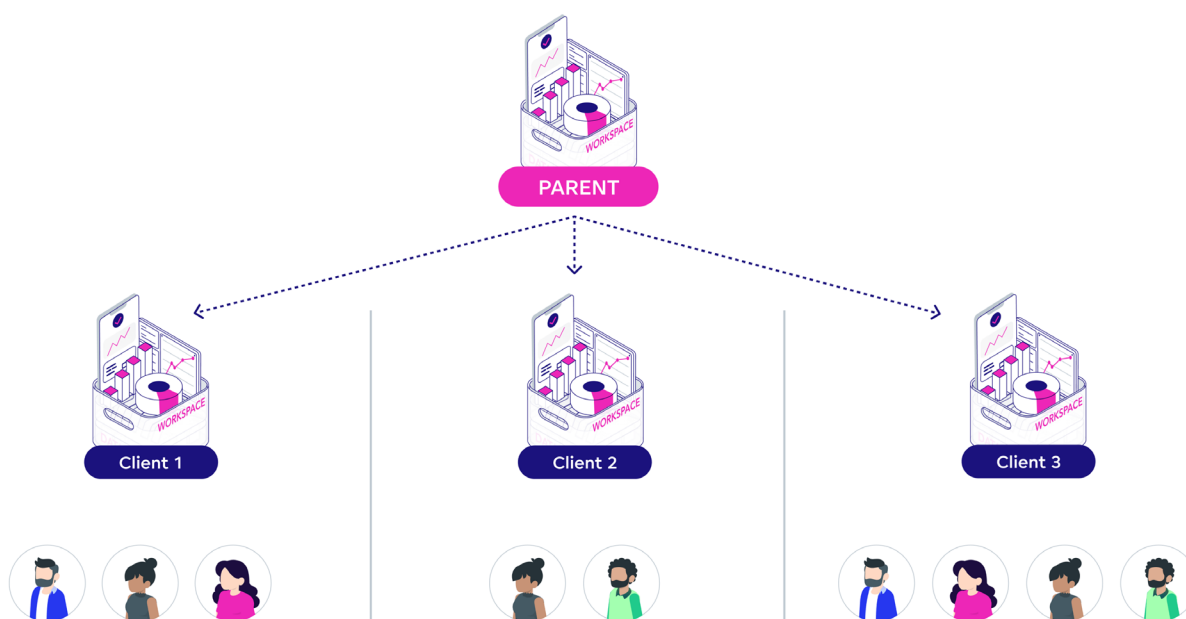 WORKSPACE
PARENT
WORKSPACE
Client 1
WORKSPACE
Client 2
WORKSPACE
Client 3